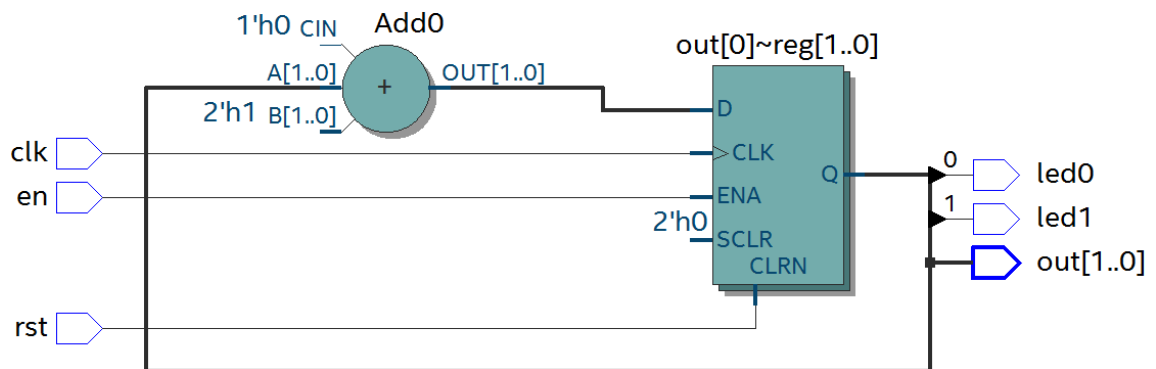 1'h0 CIN
Add0
A[1..0]
OUT[1..0]
+
2'h1 B[1..0]
out[0]~reg[1..0]
D
clk
CLK
Q
0
led0
en
ENA
1
led1
2'h0
SCLR
out[1..0]
CLRN
rst